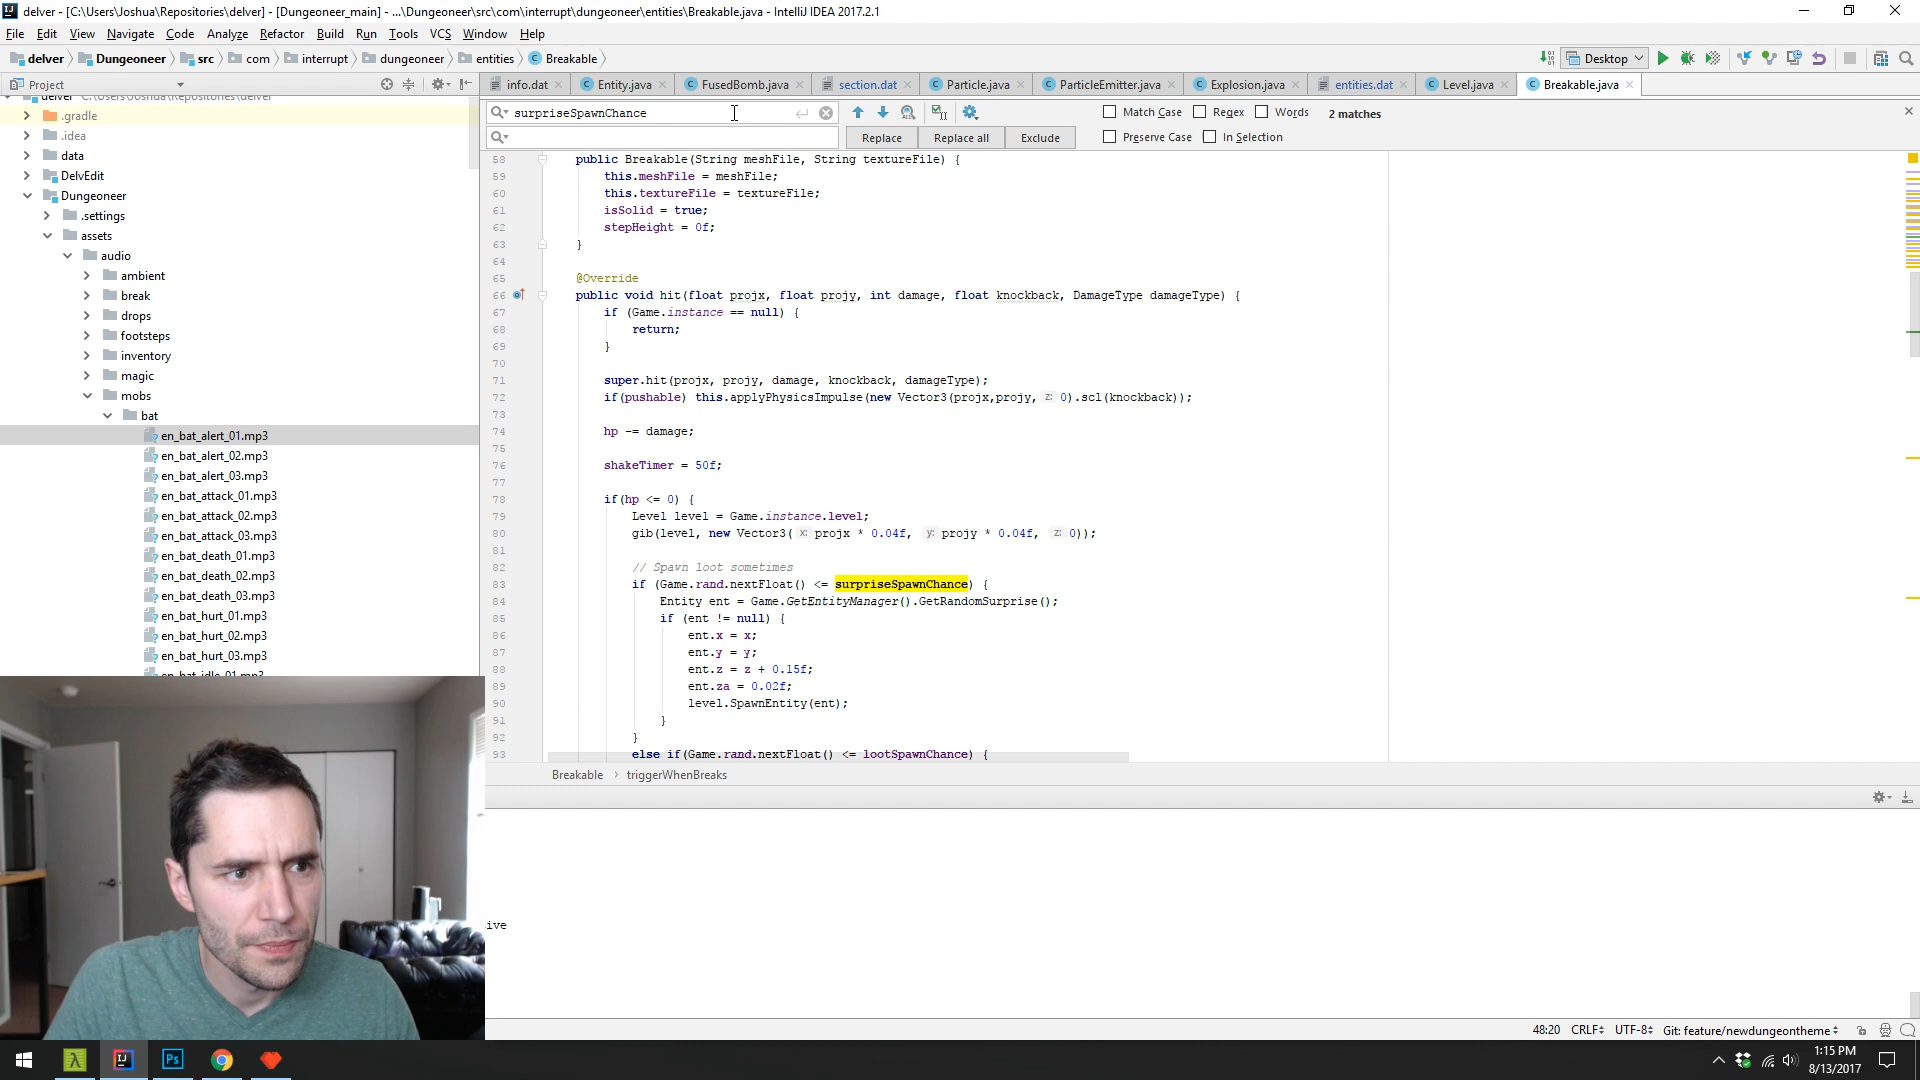 delver - [C:\Users\Joshua\Repositories\delver] - [Dungeoneer_main] - ...\Dungeoneer\src\com\interrupt\dungeoneer\entities\Breakable.java - IntelliJ IDEA 2017.2.1
File Edit View Navigate Code Analyze Refactor Build Run Tools VCS Window Help
delver Dungeoneer src com interrupt dungeoneer entities Breakable
Desktop
Project
info.dat Entity.java FusedBomb.java section.dat Particle.java ParticleEmitter.java Explosion.java entities.dat Level.java Breakable.java
surpriseSpawnChance
Match Case Regex Words 2 matches
Replace Replace all Exclude
Preserve Case In Selection
delver C:\Users\Joshua\Repositories\delver
.gradle
.idea
data
DelvEdit
Dungeoneer
.settings
assets
audio
ambient
break
drops
footsteps
inventory
magic
mobs
bat
en_bat_alert_01.mp3
en_bat_alert_02.mp3
en_bat_alert_03.mp3
en_bat_attack_01.mp3
en_bat_attack_02.mp3
en_bat_attack_03.mp3
en_bat_death_01.mp3
en_bat_death_02.mp3
en_bat_death_03.mp3
en_bat_hurt_01.mp3
en_bat_hurt_02.mp3
en_bat_hurt_03.mp3
en_bat_idle_01.mp3
58 public Breakable(String meshFile, String textureFile) {
59 this.meshFile = meshFile;
60 this.textureFile = textureFile;
61 isSolid = true;
62 stepHeight = 0f;
63 }
64
65 @Override
66 public void hit(float projx, float projy, int damage, float knockback, DamageType damageType) {
67 if (Game.instance == null) {
68 return;
69 }
70
71 super.hit(projx, projy, damage, knockback, damageType);
72 if(pushable) this.applyPhysicsImpulse(new Vector3(projx,projy, z: 0).scl(knockback));
73
74 hp -= damage;
75
76 shakeTimer = 50f;
77
78 if(hp <= 0) {
79 Level level = Game.instance.level;
80 gib(level, new Vector3( x: projx * 0.04f, y: projy * 0.04f, z: 0));
81
82 // Spawn loot sometimes
83 if (Game.rand.nextFloat() <= surpriseSpawnChance) {
84 Entity ent = Game.GetEntityManager().GetRandomSurprise();
85 if (ent != null) {
86 ent.x = x;
87 ent.y = y;
88 ent.z = z + 0.15f;
89 ent.za = 0.02f;
90 level.SpawnEntity(ent);
91 }
92 }
93 else if(Game.rand.nextFloat() <= lootSpawnChance) {
Breakable triggerWhenBreaks
ive
48:20 CRLF UTF-8 Git: feature/newdungeontheme
Ps
1:15 PM
8/13/2017